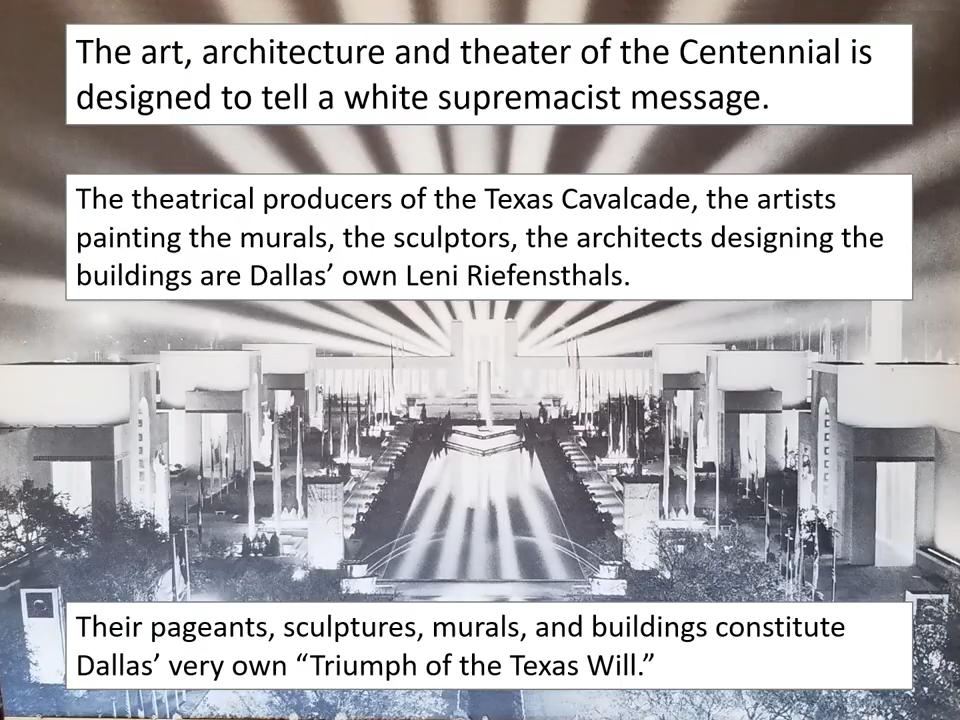 The art, architecture and theater of the Centennial is
designed to tell a white supremacist message.
The theatrical producers of the Texas Cavalcade, the artists
painting the murals, the sculptors, the architects designing the
buildings are Dallas’ own Leni Riefensthals.
Their pageants, sculptures, murals, and buildings constitute
Dallas’ very own “Triumph of the Texas Will.”